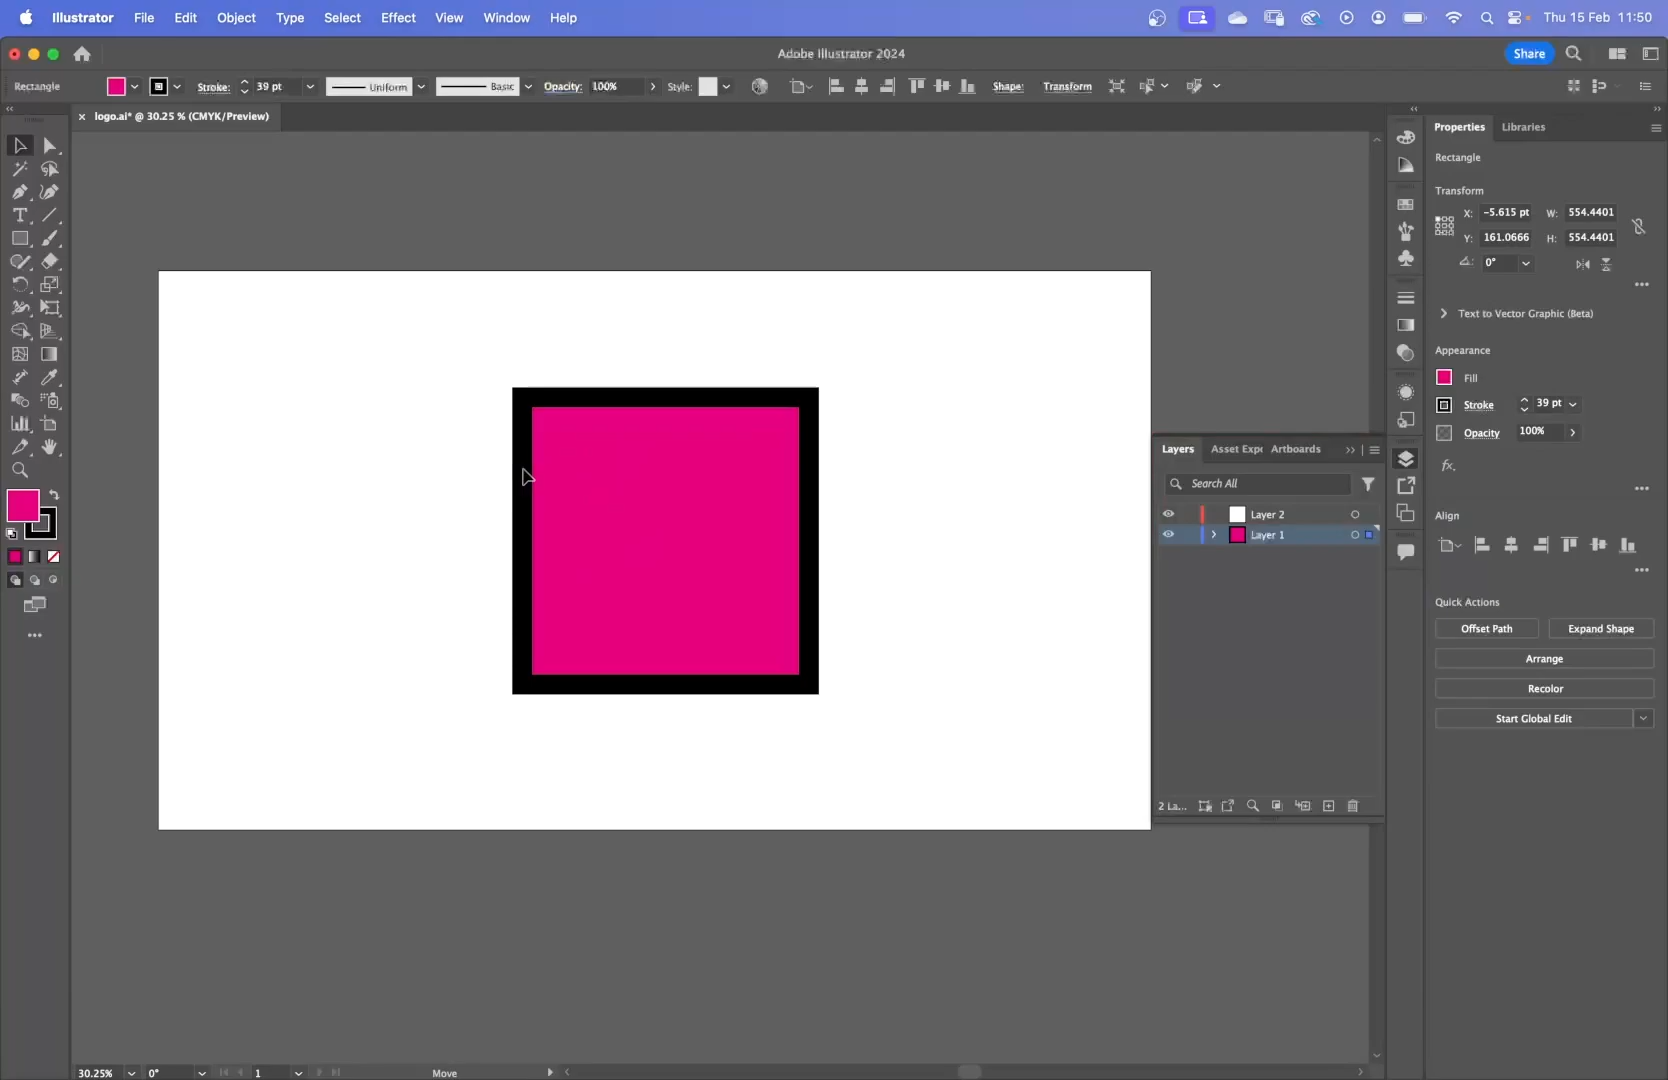 Illustrator File Edit Object Type Select Effect View Window Help Thu 15 Feb 11:50
Adobe Illustrator 2024 Share
Rectangle Stroke: 39 pt Uniform Basic Opacity: 100% Style: Shape: Transform
× logo.ai* @ 30.25 % (CMYK/Preview)
Properties Libraries
Rectangle
Transform
X: -5.615 pt W: 554.4401
Y: 161.0666 H: 554.4401
0°
Text to Vector Graphic (Beta)
Appearance
Fill
Stroke 39 pt
Opacity 100%
fx.
Align
Quick Actions
Offset Path Expand Shape
Arrange
Recolor
Start Global Edit
Layers Asset Expo Artboards
Search All
Layer 2
Layer 1
2 La...
30.25% 0° 1 Move